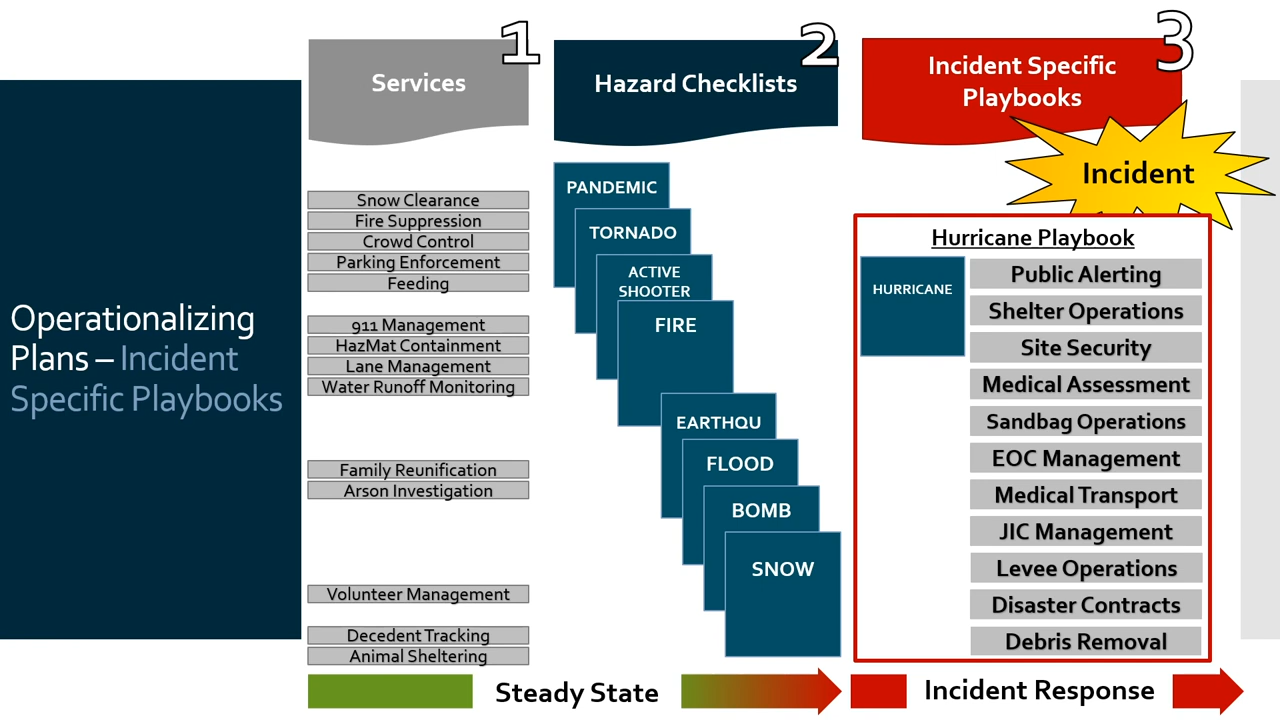 Operationalizing
Plans – Incident
Specific Playbooks
1
Services
Snow Clearance
Fire Suppression
Crowd Control
Parking Enforcement
Feeding
911 Management
HazMat Containment
Lane Management
Water Runoff Monitoring
Family Reunification
Arson Investigation
Volunteer Management
Decedent Tracking
Animal Sheltering
2
Hazard Checklists
PANDEMIC
TORNADO
ACTIVE
SHOOTER
FIRE
EARTHQU
FLOOD
BOMB
SNOW
3
Incident Specific
Playbooks
Incident
Hurricane Playbook
HURRICANE
Public Alerting
Shelter Operations
Site Security
Medical Assessment
Sandbag Operations
EOC Management
Medical Transport
JIC Management
Levee Operations
Disaster Contracts
Debris Removal
Steady State
Incident Response